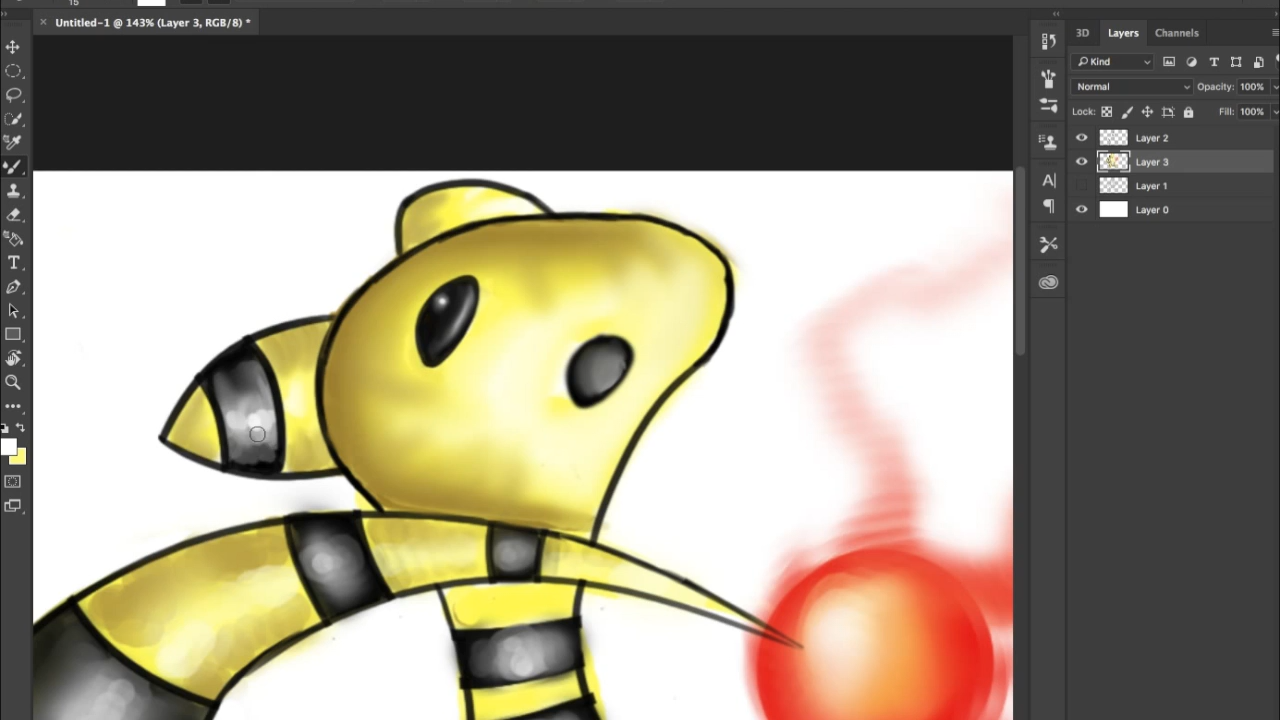 15
Untitled-1 @ 143% (Layer 3, RGB/8) *
3D Layers Channels
Kind
Normal Opacity: 100%
Lock: Fill: 100%
Layer 2
Layer 3
Layer 1
Layer 0